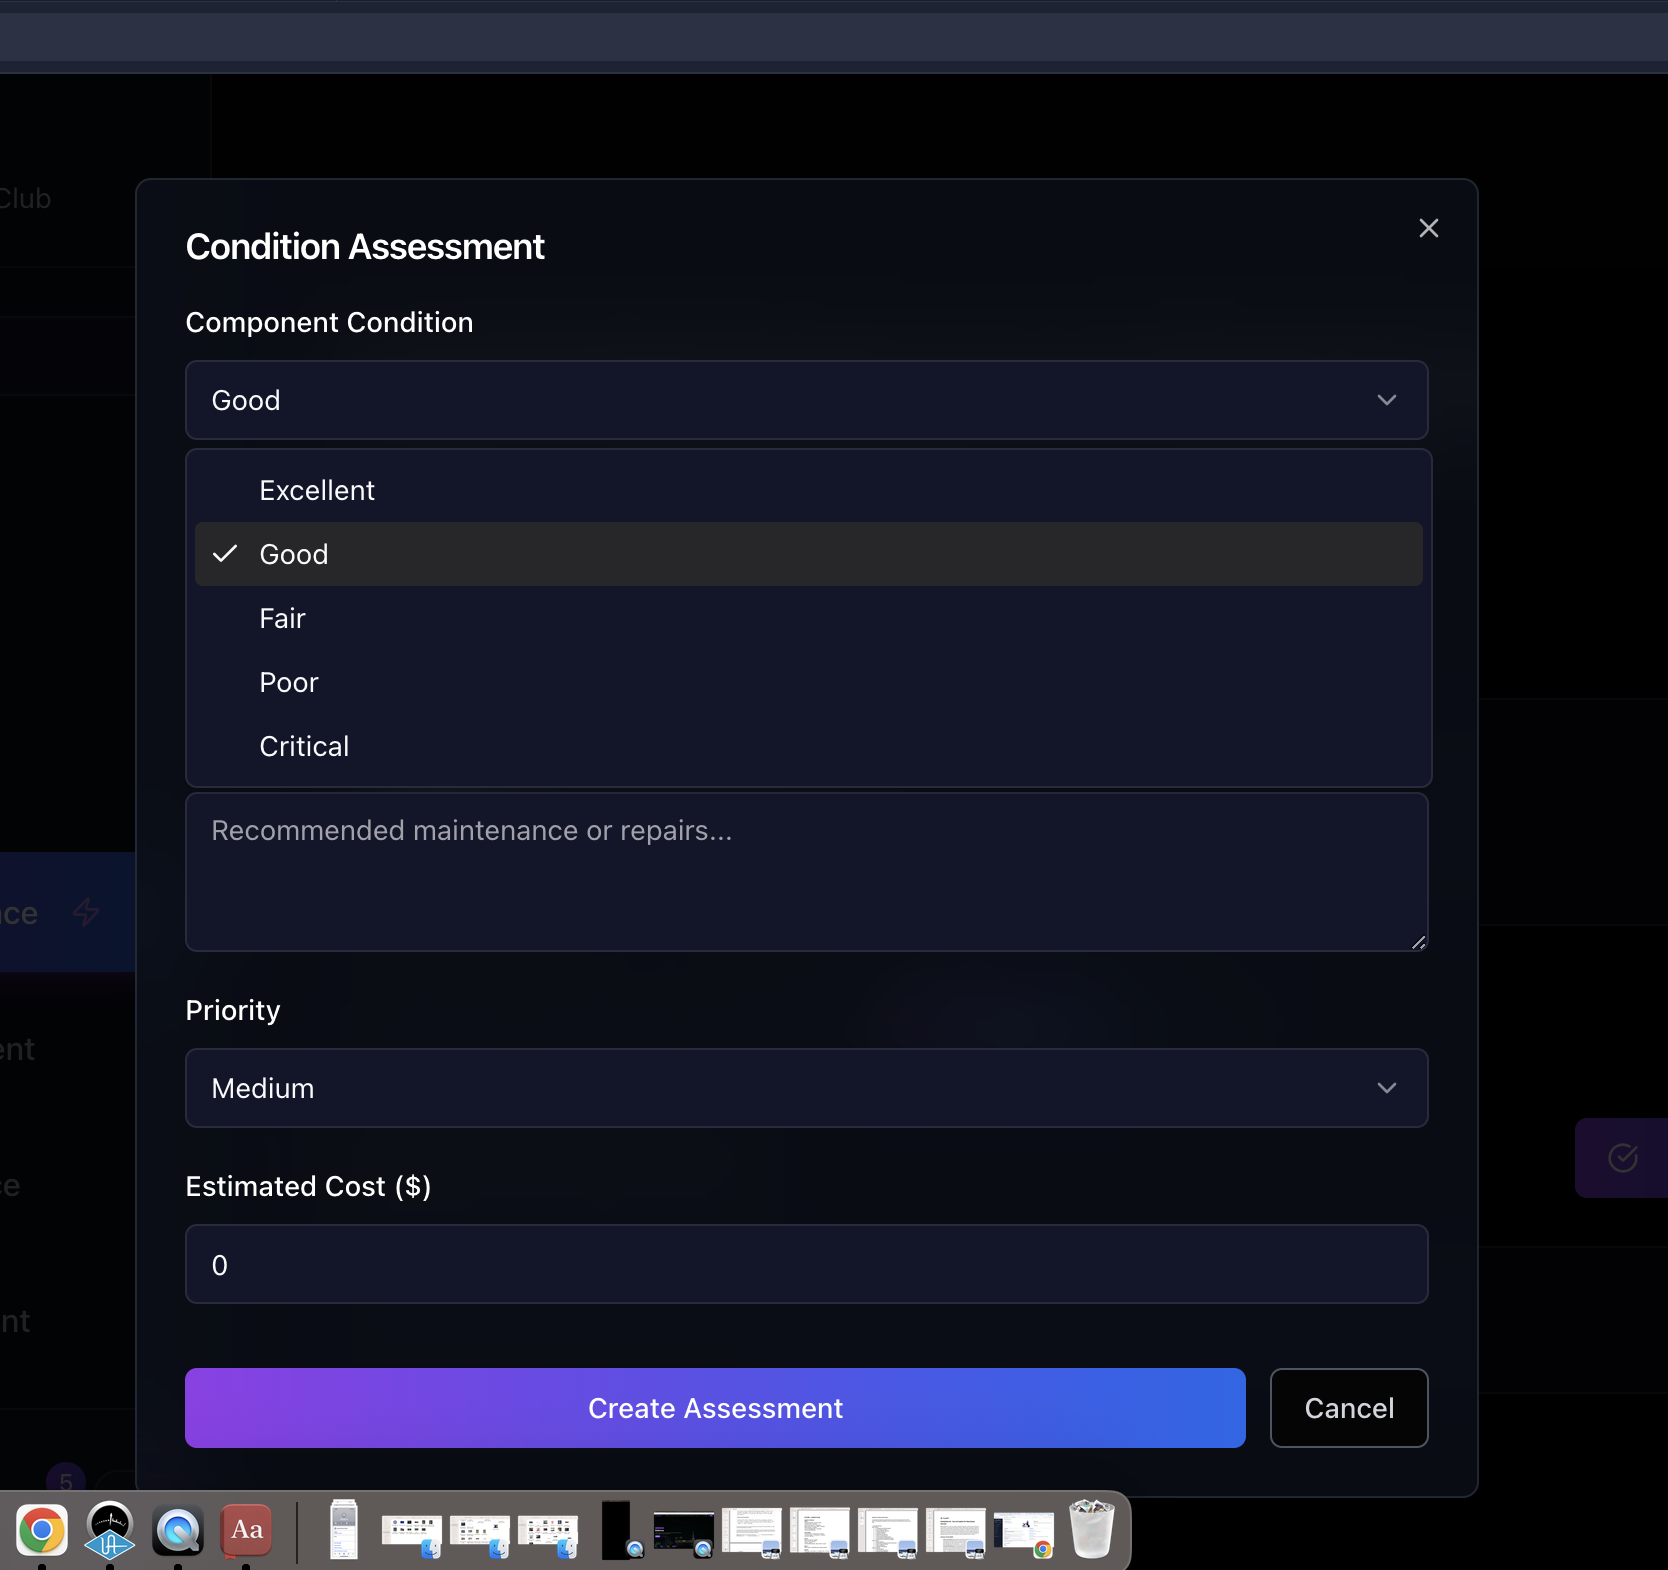 Club
Condition Assessment
Component Condition
Good
Excellent
Good
Fair
Poor
Critical
Recommended maintenance or repairs...
nce
ent
Priority
Medium
ce
Estimated Cost ($)
0
nt
Create Assessment
Cancel
5
Aa